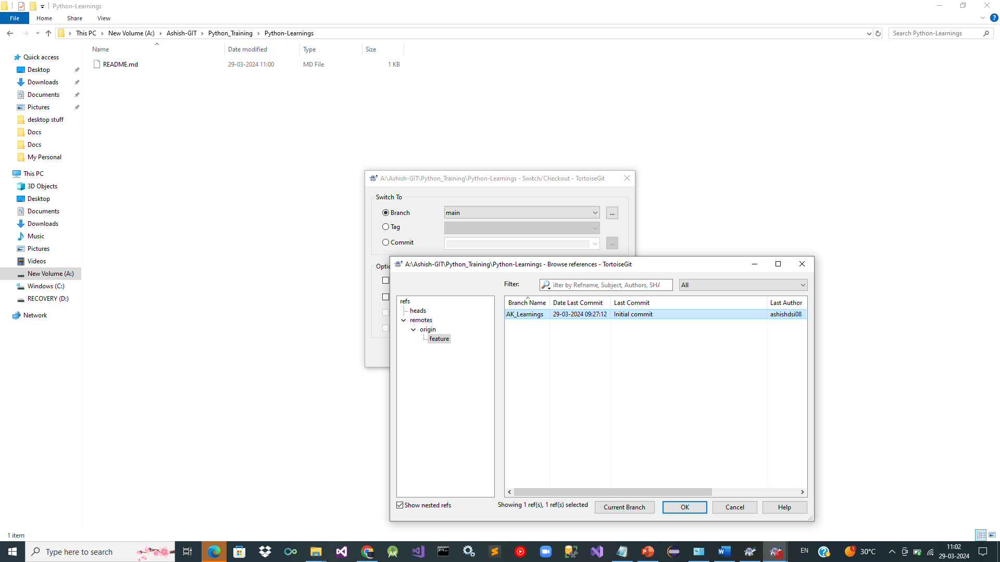 Python-Learnings
File Home Share View
This PC New Volume (A:) Ashish-GIT Python_Training Python-Learnings
Search Python-Learnings
Name Date modified Type Size
README.md 29-03-2024 11:00 MD File 1 KB
Quick access
Desktop
Downloads
Documents
Pictures
desktop stuff
Docs
Docs
My Personal
This PC
3D Objects
Desktop
Documents
Downloads
Music
Pictures
Videos
New Volume (A:)
Windows (C:)
RECOVERY (D:)
Network
A:\Ashish-GIT\Python_Training\Python-Learnings - Switch/Checkout - TortoiseGit
Switch To
Branch main ...
Tag
Commit ...
A:\Ashish-GIT\Python_Training\Python-Learnings - Browse references - TortoiseGit
Filter: ilter by Refname, Subject, Authors, SHA All
refs
heads
remotes
origin
feature
Branch Name Date Last Commit Last Commit Last Author
AK_Learnings 29-03-2024 09:27:12 Initial commit ashishdsi08
Show nested refs
Showing 1 ref(s), 1 ref(s) selected
Current Branch OK Cancel Help
1 item
Type here to search
EN
1
30°C
11:02
29-03-2024